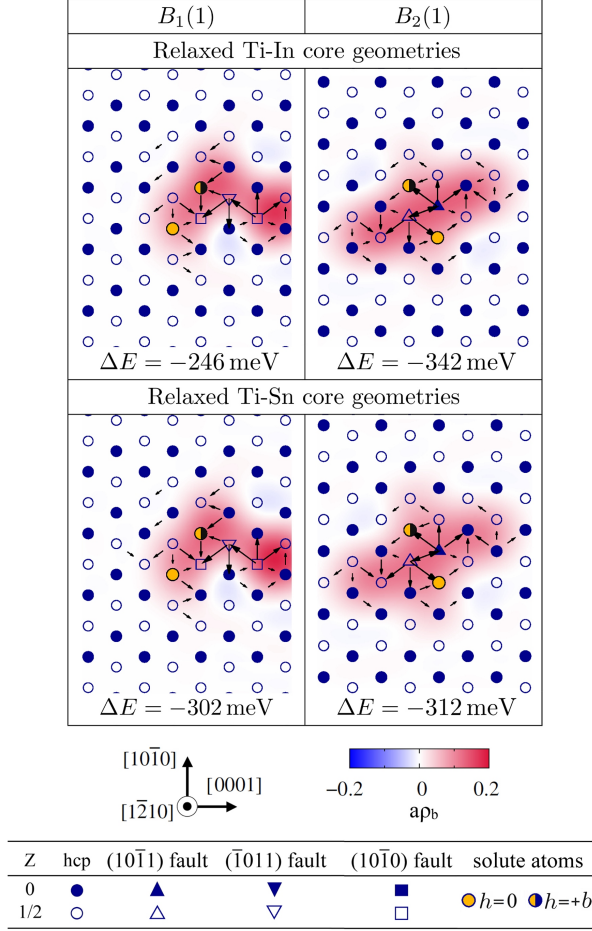 B₁(1) B₂(1)
Relaxed Ti-In core geometries
ΔE = −246 meV ΔE = −342 meV
Relaxed Ti-Sn core geometries
ΔE = −302 meV ΔE = −312 meV
[101̄0]
[0001]
[12̄10]
−0.2 0 0.2
aρb
Z hcp (101̄1) fault (1̄011) fault (101̄0) fault solute atoms
0 h=0 h=+b
1/2